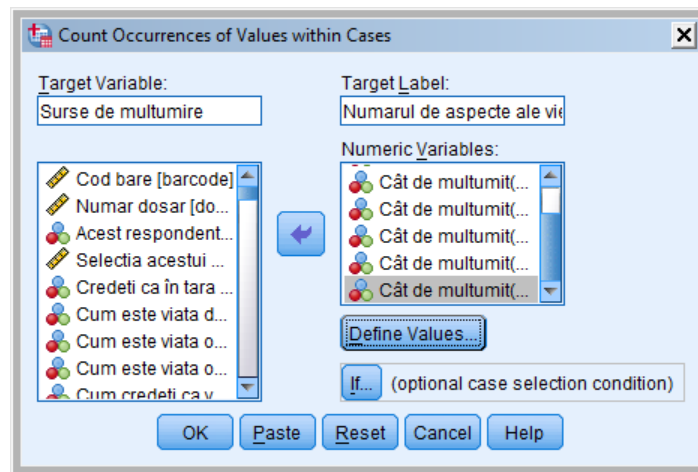 Count Occurrences of Values within Cases
Target Variable:
Target Label:
Surse de multumire
Numarul de aspecte ale vie
Numeric Variables:
Cod bare [barcode]
Numar dosar [do...
Acest respondent...
Selectia acestui ...
Credeti ca în tara ...
Cum este viata d...
Cum este viata o...
Cum este viata o...
Cum credeti ca v
Cât de multumit(...
Cât de multumit(...
Cât de multumit(...
Cât de multumit(...
Cât de multumit(...
Define Values...
If... (optional case selection condition)
OK Paste Reset Cancel Help